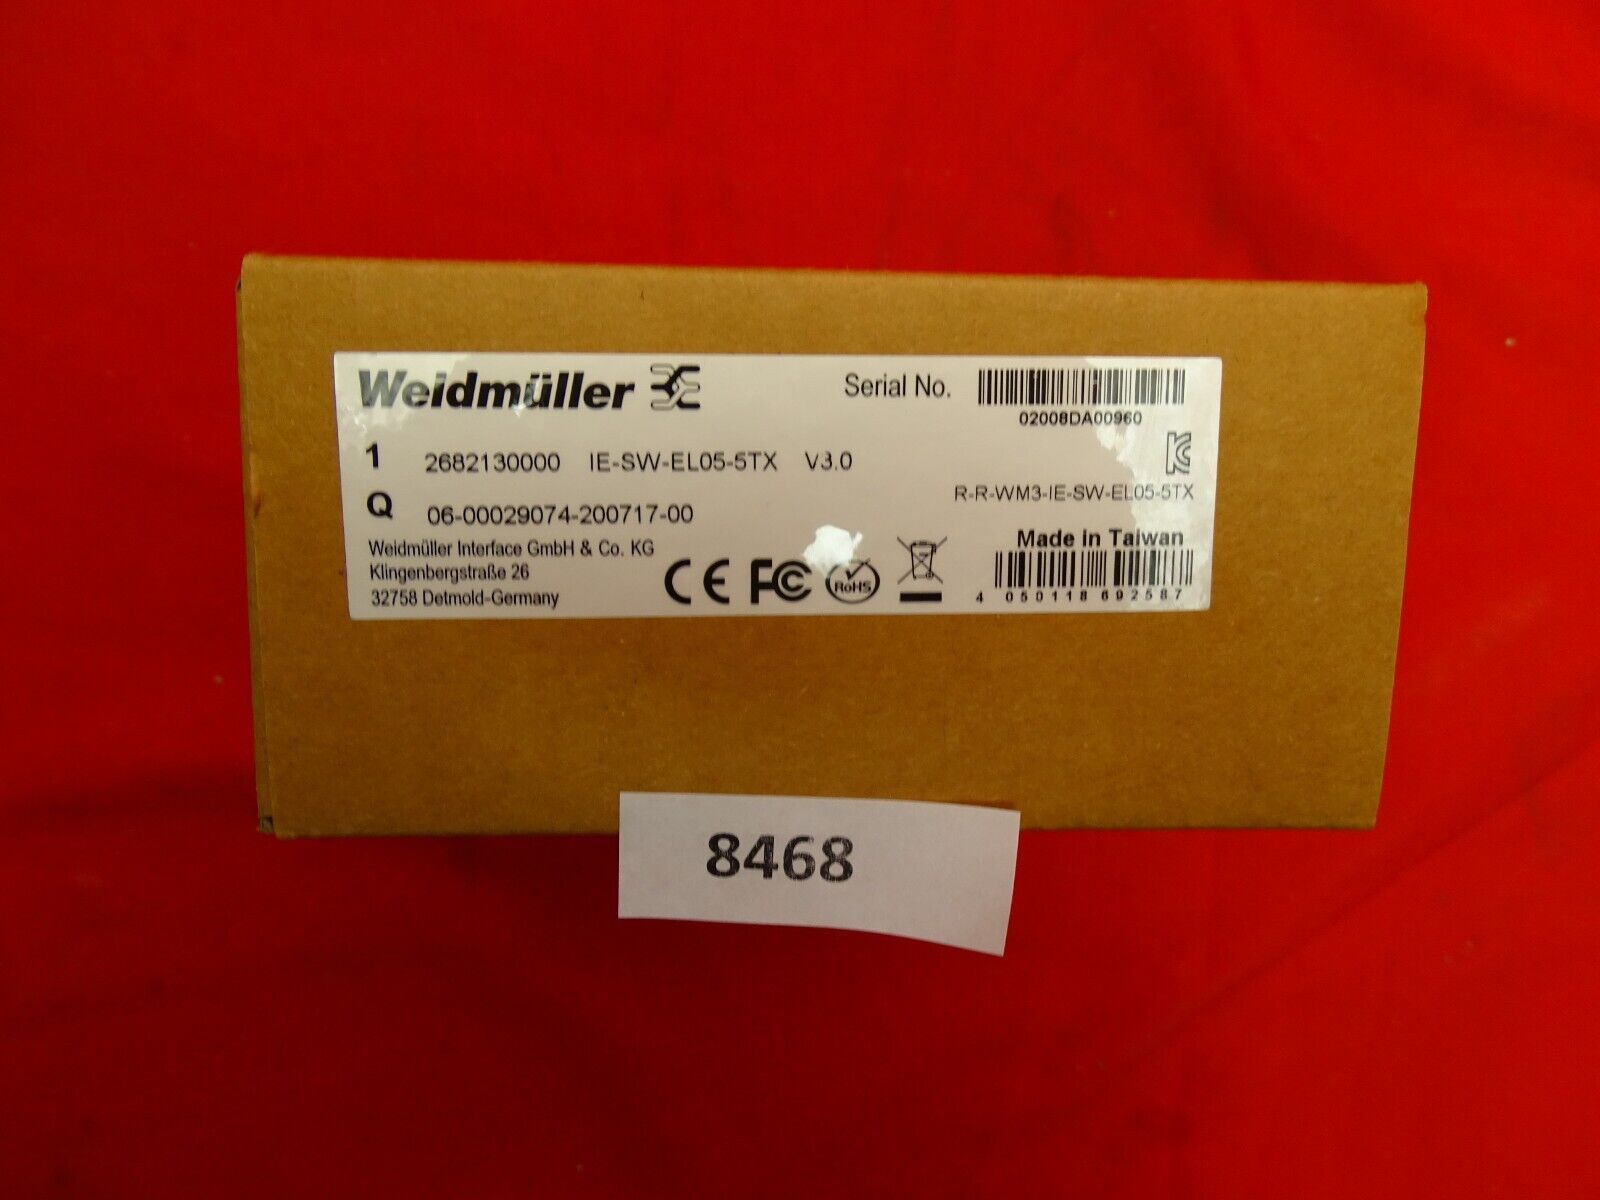 Weidmüller
Serial No.
02008DA00960
1 2682130000 IE-SW-EL05-5TX V3.0
R-R-WM3-IE-SW-EL05-5TX
Q 06-00029074-200717-00
Made in Taiwan
Weidmüller Interface GmbH & Co. KG
Klingenbergstraße 26
32758 Detmold-Germany
CE FC RoHS
4 050118 692587
8468